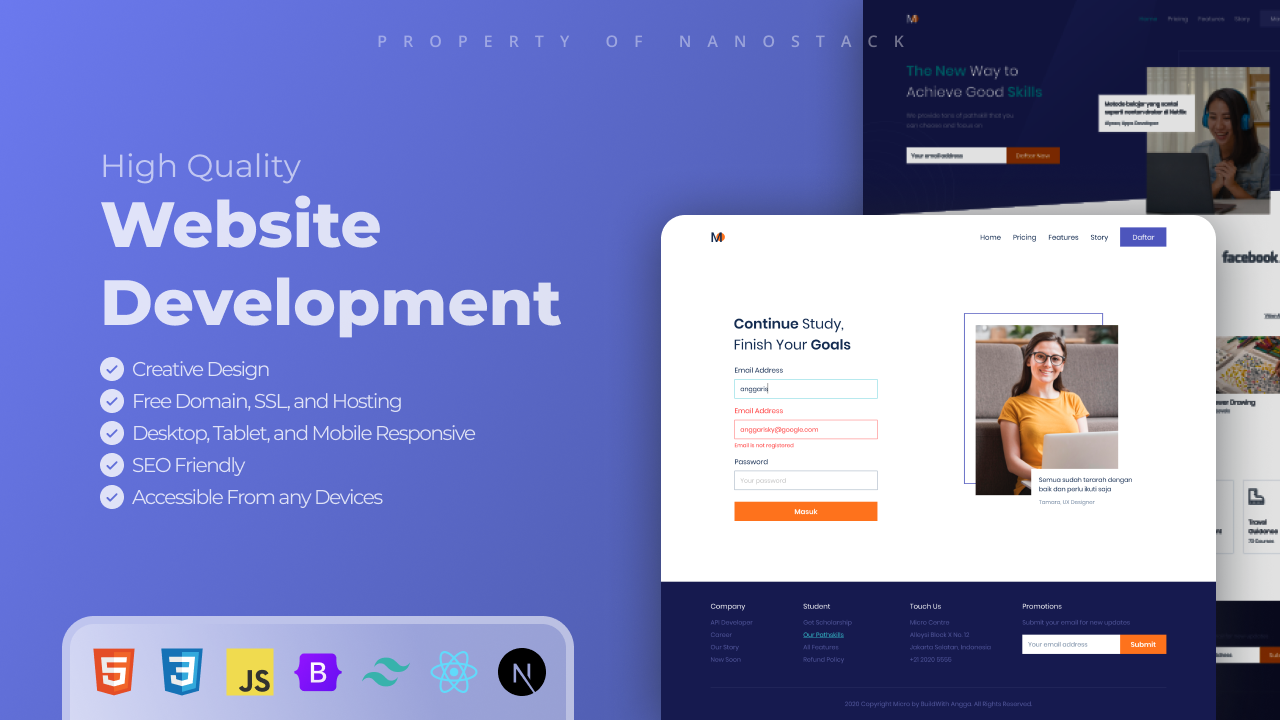 PROPERTY OF NANOSTACK
High Quality
Website
Development
Creative Design
Free Domain, SSL, and Hosting
Desktop, Tablet, and Mobile Responsive
SEO Friendly
Accessible From any Devices
JS
B
N
Home Pricing Features Story
The New Way to
Achieve Good Skills
We provide tons of pathskill that you
can choose and focus on
Your email address
Daftar Now
Metode belajar yang santai
seperti nonton drakor di Netflix
Alyssa, Apps Developer
facebook.
Travel
Guidance
M
Home Pricing Features Story Daftar
Continue Study,
Finish Your Goals
Email Address
anggaris
Email Address
anggarisky@google.com
Email is not registered
Password
Your password
Masuk
Semua sudah terarah dengan
baik dan perlu ikuti saja
Tamara, UX Designer
Company
API Developer
Career
Our Story
New Soon
Student
Get Scholarship
Our Pathskills
All Features
Refund Policy
Touch Us
Micro Centre
Alleysi Block X No. 12
Jakarta Selatan, Indonesia
+21 2020 5555
Promotions
Submit your email for new updates
Your email address
Submit
2020 Copyright Micro by BuildWith Angga. All Rights Reserved.